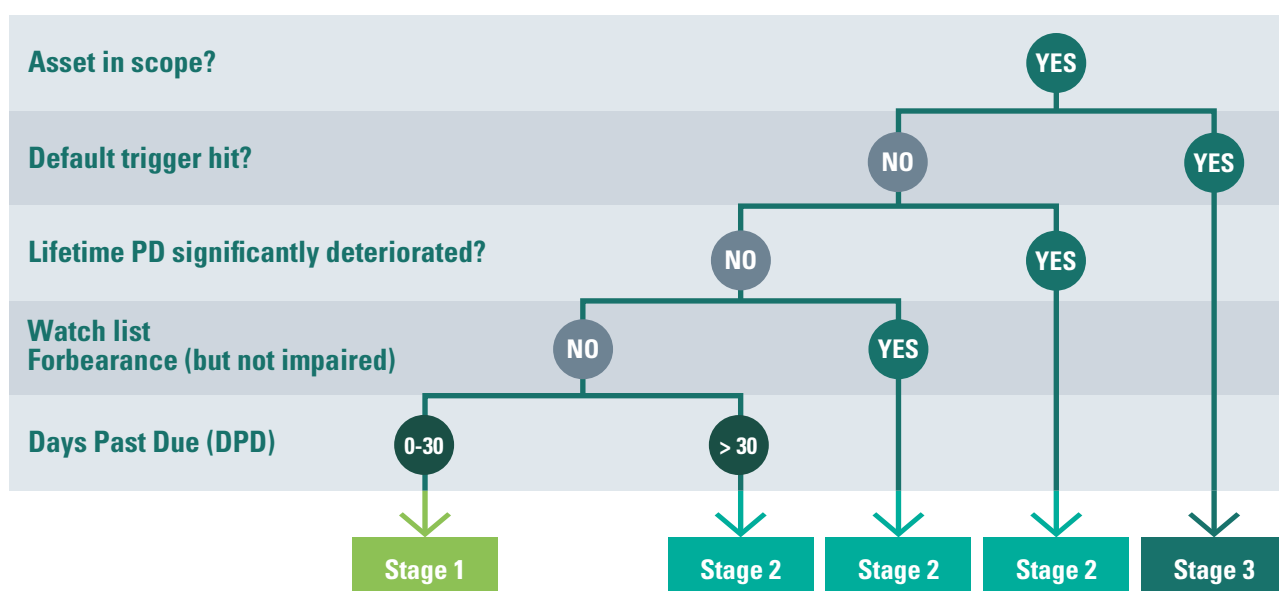 Asset in scope?
YES
Default trigger hit?
NO
YES
Lifetime PD significantly deteriorated?
NO
YES
Watch list
Forbearance (but not impaired)
NO
YES
Days Past Due (DPD)
0-30
> 30
Stage 1
Stage 2
Stage 2
Stage 2
Stage 3